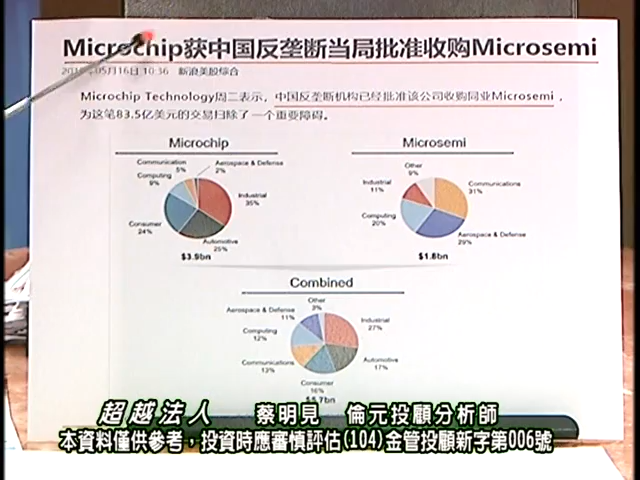 Microchip获中国反垄断当局批准收购Microsemi
年05月16日 10:36 新浪美股综合
Microchip Technology周二表示,中国反垄断机构已经批准该公司收购同业Microsemi,
为这笔83.5亿美元的交易扫除了一个重要障碍。
Microchip
Communication
5%
Aerospace & Defense
2%
Computing
9%
Industrial
35%
Consumer
24%
Automotive
25%
$3.9bn
Microsemi
Other
9%
Industrial
11%
Communications
31%
Computing
20%
Aerospace & Defense
29%
$1.8bn
Combined
Other
3%
Aerospace & Defense
11%
Industrial
27%
Computing
12%
Communications
13%
Automotive
17%
Consumer
16%
超越法人 蔡明見 倫元投顧分析師
本資料僅供參考,投資時應審慎評估(104)金管投顧新字第006號